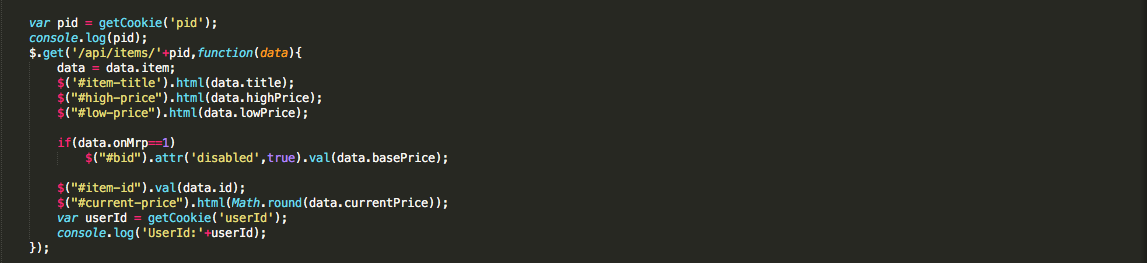 var pid = getCookie('pid');
console.log(pid);
$.get('/api/items/'+pid,function(data){
    data = data.item;
    $('#item-title').html(data.title);
    $("#high-price").html(data.highPrice);
    $("#low-price").html(data.lowPrice);

    if(data.onMrp==1)
        $("#bid").attr('disabled',true).val(data.basePrice);

    $("#item-id").val(data.id);
    $("#current-price").html(Math.round(data.currentPrice));
    var userId = getCookie('userId');
    console.log('UserId:'+userId);
});